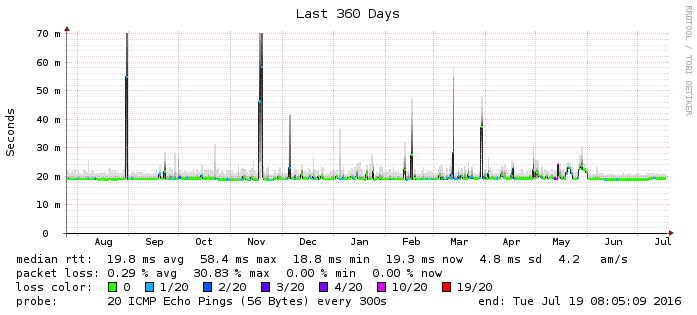 Last 360 Days
RRDTOOL / TOBI OETIKER
Seconds
70 m
60 m
50 m
40 m
30 m
20 m
10 m
0
Aug Sep Oct Nov Dec Jan Feb Mar Apr May Jun Jul
median rtt: 19.8 ms avg 58.4 ms max 18.8 ms min 19.3 ms now 4.8 ms sd 4.2 am/s
packet loss: 0.29 % avg 30.83 % max 0.00 % min 0.00 % now
loss color: 0 1/20 2/20 3/20 4/20 10/20 19/20
probe: 20 ICMP Echo Pings (56 Bytes) every 300s end: Tue Jul 19 08:05:09 2016